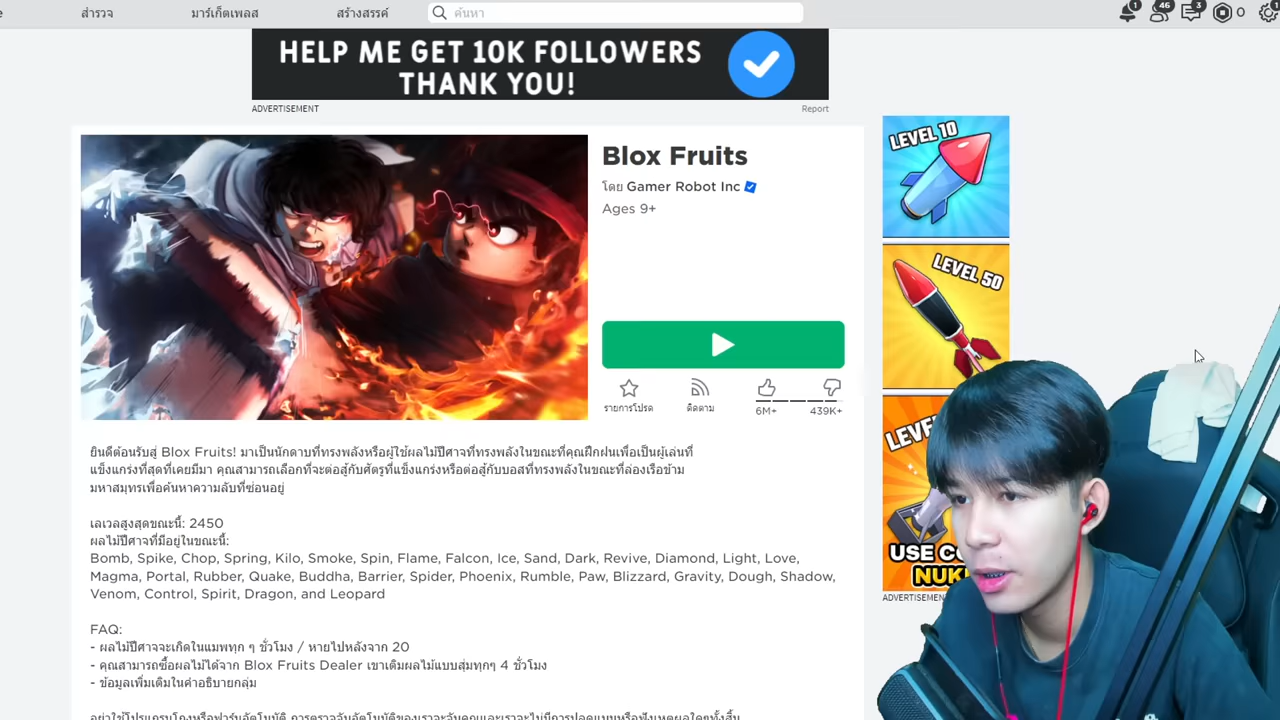 สำรวจ
มาร์เก็ตเพลส
สร้างสรรค์
ค้นหา
1
46
3
0
1
HELP ME GET 10K FOLLOWERS
THANK YOU!
ADVERTISEMENT
Report
Blox Fruits
โดย Gamer Robot Inc
Ages 9+
รายการโปรด
ติดตาม
6M+
439K+
LEVEL 10
LEVEL 50
USE
NUK
ADVERTISEMEN
ยินดีต้อนรับสู่ Blox Fruits! มาเป็นนักดาบที่ทรงพลังหรือผู้ใช้ผลไม้ปีศาจที่ทรงพลังในขณะที่คุณฝึกฝนเพื่อเป็นผู้เล่นที่
แข็งแกร่งที่สุดที่เคยมีมา คุณสามารถเลือกที่จะต่อสู้กับศัตรูที่แข็งแกร่งหรือต่อสู้กับบอสที่ทรงพลังในขณะที่ล่องเรือข้าม
มหาสมุทรเพื่อค้นหาความลับที่ซ่อนอยู่
เลเวลสูงสุดขณะนี้: 2450
ผลไม้ปีศาจที่มีอยู่ในขณะนี้:
Bomb, Spike, Chop, Spring, Kilo, Smoke, Spin, Flame, Falcon, Ice, Sand, Dark, Revive, Diamond, Light, Love,
Magma, Portal, Rubber, Quake, Buddha, Barrier, Spider, Phoenix, Rumble, Paw, Blizzard, Gravity, Dough, Shadow,
Venom, Control, Spirit, Dragon, and Leopard
FAQ:
- ผลไม้ปีศาจจะเกิดในแมพทุก ๆ ชั่วโมง / หายไปหลังจาก 20
- คุณสามารถซื้อผลไม้ได้จาก Blox Fruits Dealer เขาเติมผลไม้แบบสุ่มทุกๆ 4 ชั่วโมง
- ข้อมูลเพิ่มเติมในคำอธิบายกลุ่ม